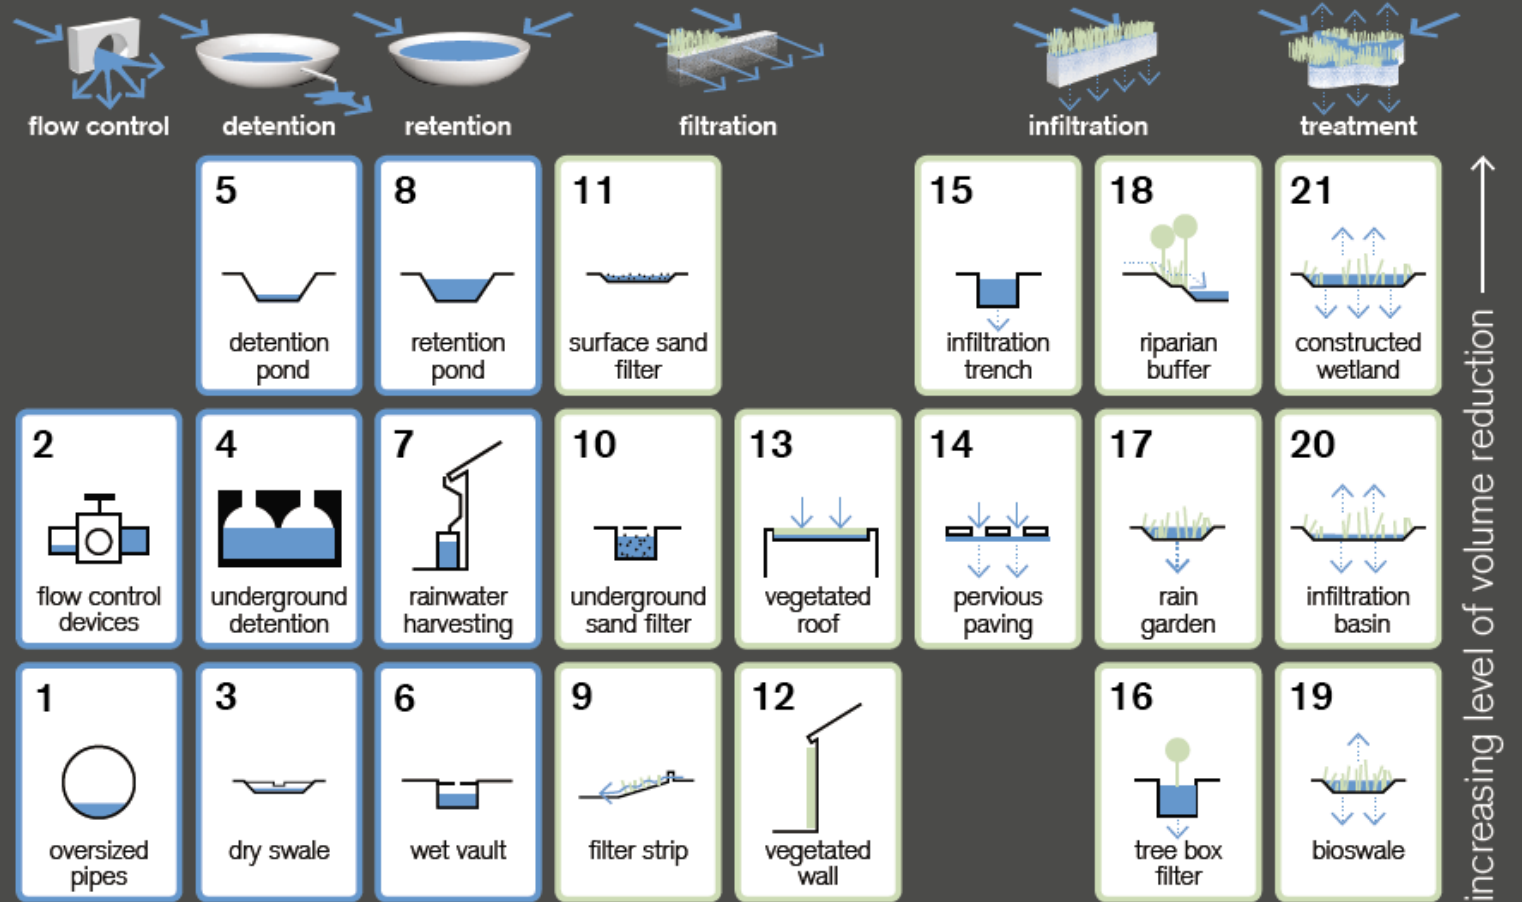 flow control
detention
retention
filtration
infiltration
treatment
5
detention
pond
8
retention
pond
11
surface sand
filter
15
infiltration
trench
18
riparian
buffer
21
constructed
wetland
2
flow control
devices
4
underground
detention
7
rainwater
harvesting
10
underground
sand filter
13
vegetated
roof
14
pervious
paving
17
rain
garden
20
infiltration
basin
1
oversized
pipes
3
dry swale
6
wet vault
9
filter strip
12
vegetated
wall
16
tree box
filter
19
bioswale
increasing level of volume reduction